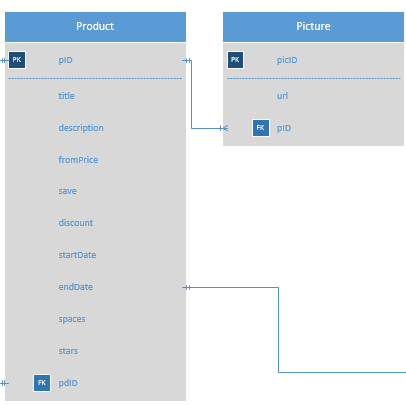 Product
PK pID
title
description
fromPrice
save
discount
startDate
endDate
spaces
stars
FK pdID
Picture
PK picID
url
FK pID